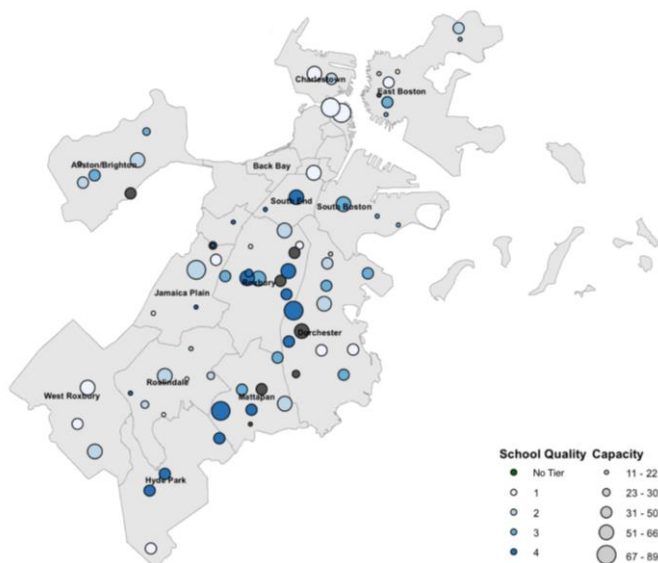 Charlestown
East Boston
Allston/Brighton
Back Bay
South End
South Boston
Roxbury
Jamaica Plain
Dorchester
Roslindale
West Roxbury
Mattapan
Hyde Park
School Quality
No Tier
1
2
3
4
Capacity
11 - 22
23 - 30
31 - 50
51 - 66
67 - 89